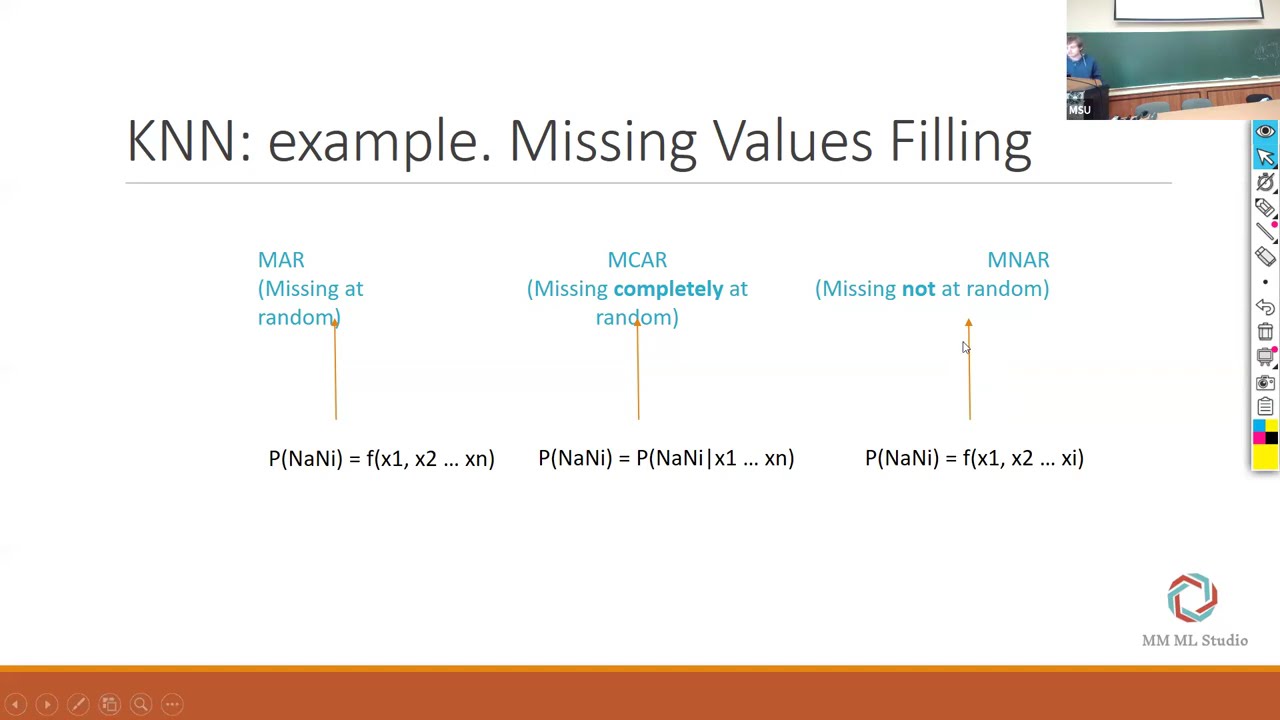 MSU
KNN: example. Missing Values Filling
MAR
(Missing at
random)
MCAR
(Missing completely at
random)
MNAR
(Missing not at random)
P(NaNi) = f(x1, x2 ... xn)
P(NaNi) = P(NaNi|x1 ... xn)
P(NaNi) = f(x1, x2 ... xi)
MM ML Studio